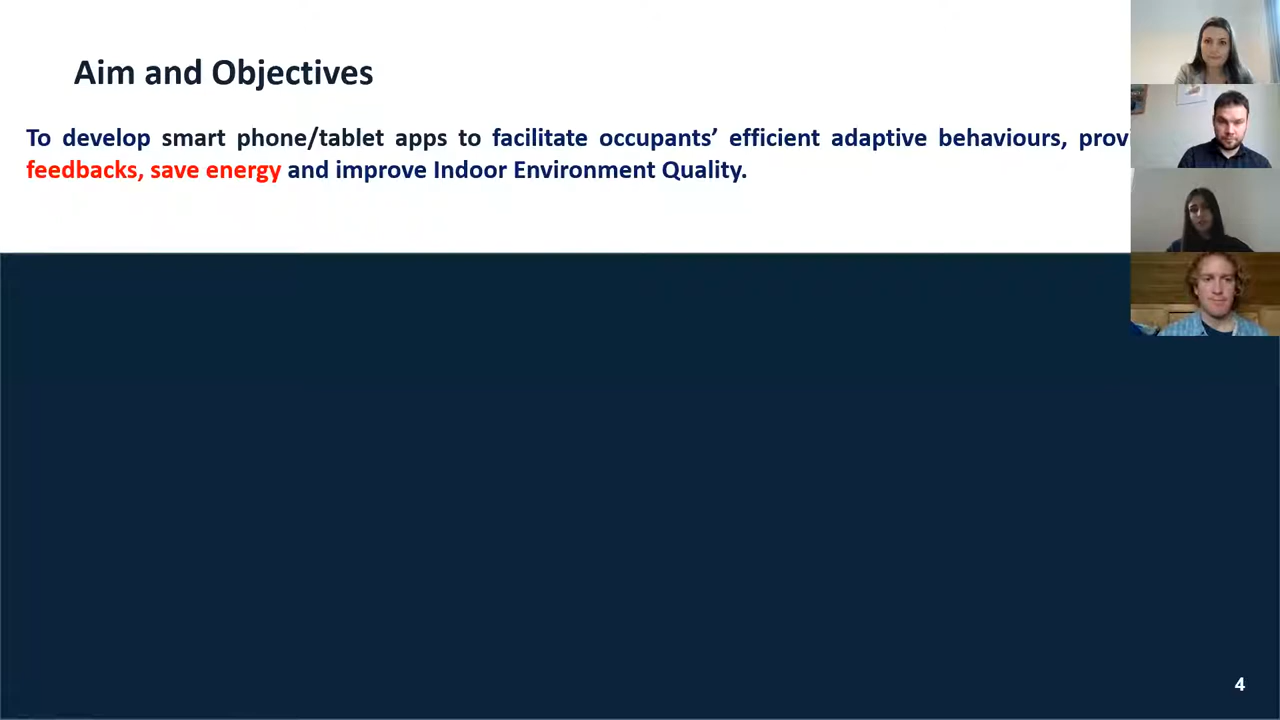 Aim and Objectives
To develop smart phone/tablet apps to facilitate occupants’ efficient adaptive behaviours,
feedbacks, save energy and improve Indoor Environment Quality.
4